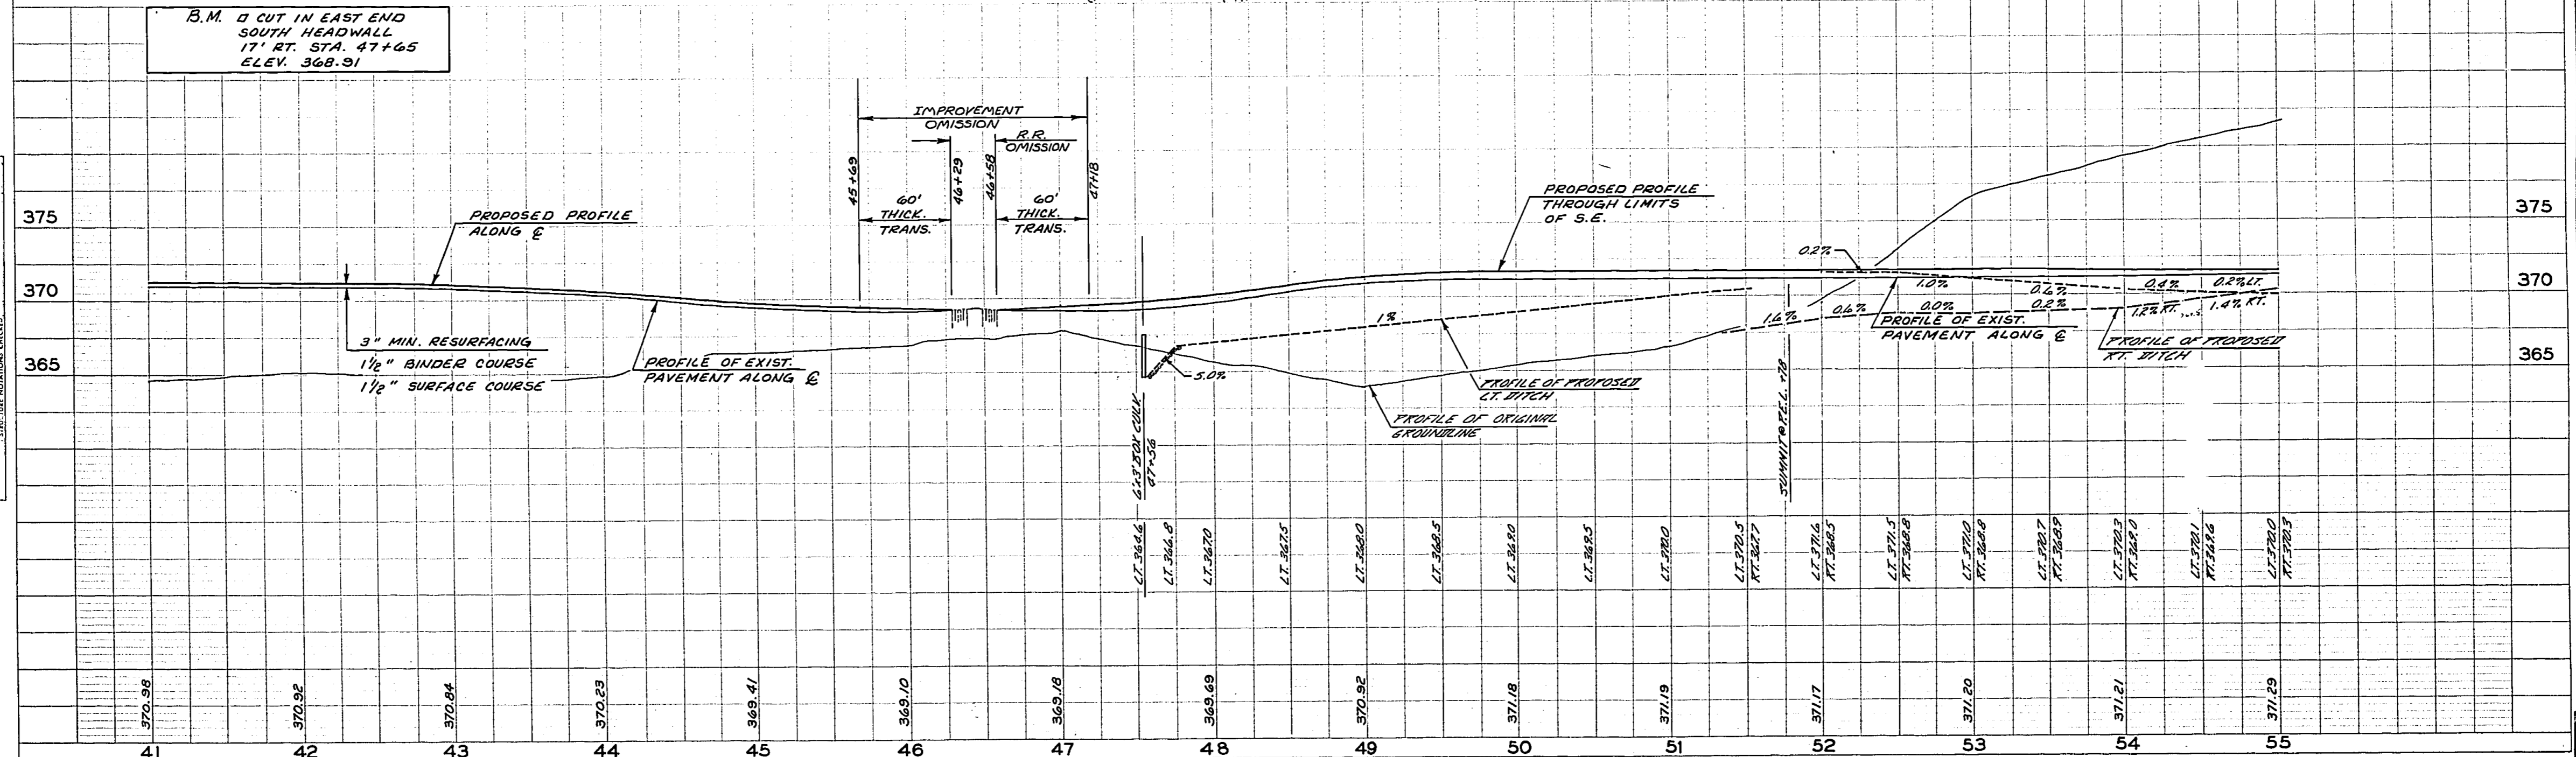 B.M. □ CUT IN EAST END
SOUTH HEADWALL
17' RT. STA. 47+65
ELEV. 368.91
IMPROVEMENT
OMISSION
R.R.
OMISSION
45+69
46+29
46+58
47+18
60'
THICK.
TRANS.
60'
THICK.
TRANS.
PROPOSED PROFILE
THROUGH LIMITS
OF S.E.
375
PROPOSED PROFILE
ALONG ℄
375
0.2%
370
1.0%
0.6%
0.4%
0.2% LT.
370
1%
1.6%
0.6%
0.0%
0.2%
1.2% RT.
1.4% RT.
3" MIN. RESURFACING
1½" BINDER COURSE
1½" SURFACE COURSE
PROFILE OF EXIST.
PAVEMENT ALONG ℄
PROFILE OF EXIST.
PAVEMENT ALONG ℄
PROFILE OF PROPOSED
RT. DITCH
365
5.0%
365
PROFILE OF PROPOSED
LT. DITCH
PROFILE OF ORIGINAL
GROUNDLINE
6'x3' BOX CULV.
47+56
SUMMIT @ P.E.L. +78
LT. 364.6
LT. 366.8
LT. 367.0
LT. 367.5
LT. 368.0
LT. 368.5
LT. 369.0
LT. 369.5
LT. 370.0
LT. 370.5
RT. 367.7
LT. 371.6
RT. 368.5
LT. 371.5
RT. 368.8
LT. 371.0
RT. 368.8
LT. 370.7
RT. 368.9
LT. 370.3
RT. 369.0
LT. 370.1
RT. 369.6
LT. 370.0
RT. 370.3
370.98
370.92
370.84
370.23
369.41
369.10
369.18
369.69
370.92
371.18
371.19
371.17
371.20
371.21
371.29
41 42 43 44 45 46 47 48 49 50 51 52 53 54 55